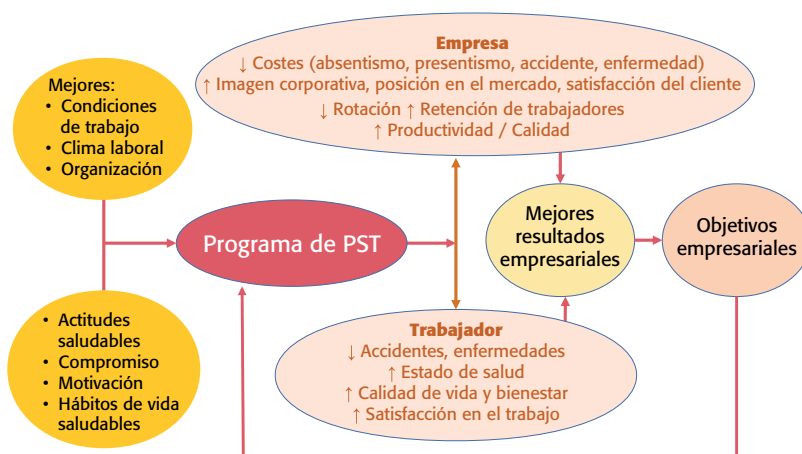 Empresa
↓ Costes (absentismo, presentismo, accidente, enfermedad)
↑ Imagen corporativa, posición en el mercado, satisfacción del cliente
↓ Rotación ↑ Retención de trabajadores
↑ Productividad / Calidad
Mejores:
• Condiciones
de trabajo
• Clima laboral
• Organización
Programa de PST
Mejores
resultados
empresariales
Objetivos
empresariales
• Actitudes
saludables
• Compromiso
• Motivación
• Hábitos de vida
saludables
Trabajador
↓ Accidentes, enfermedades
↑ Estado de salud
↑ Calidad de vida y bienestar
↑ Satisfacción en el trabajo